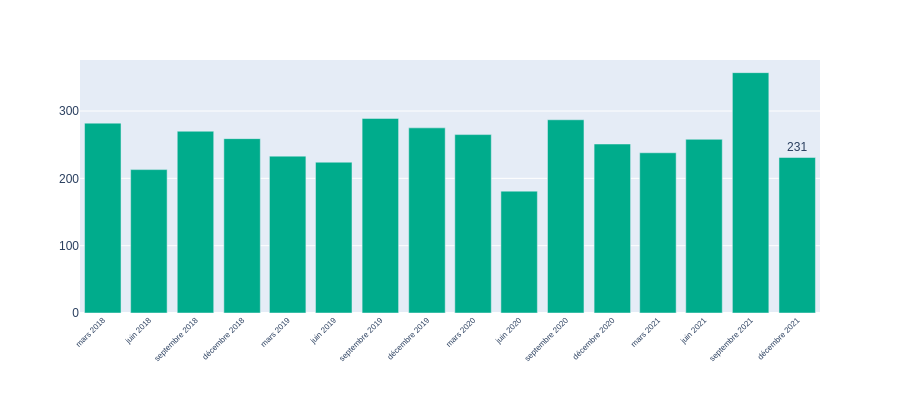 300
200
100
0
231
mars 2018
juin 2018
septembre 2018
décembre 2018
mars 2019
juin 2019
septembre 2019
décembre 2019
mars 2020
juin 2020
septembre 2020
décembre 2020
mars 2021
juin 2021
septembre 2021
décembre 2021